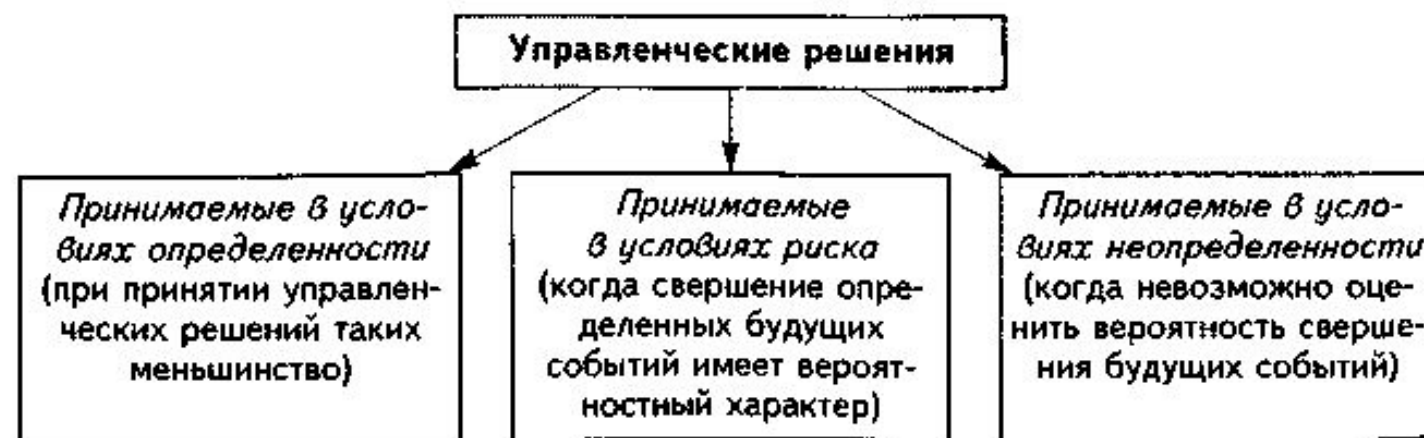 Управленческие решения
Принимаемые в усло-
виях определенности
(при принятии управлен-
ческих решений таких
меньшинство)
Принимаемые
в условиях риска
(когда свершение опре-
деленных будущих
событий имеет вероят-
ностный характер)
Принимаемые в усло-
виях неопределенности
(когда невозможно оце-
нить вероятность сверше-
ния будущих событий)